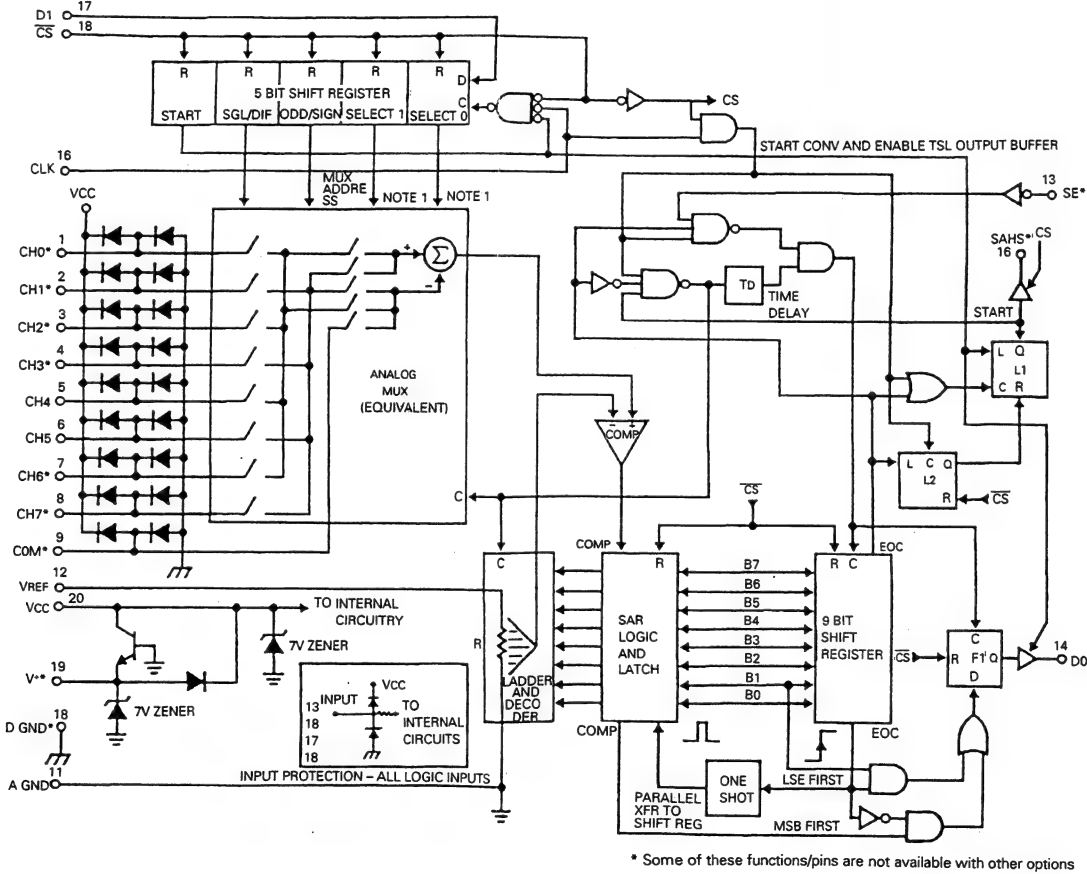 D1 17
CS 18
R R R R R D
5 BIT SHIFT REGISTER
C
START SGL/DIF ODD/SIGN SELECT 1 SELECT 0
CS
START CONV AND ENABLE TSL OUTPUT BUFFER
CLK 16
MUX
ADDRE
SS
NOTE 1 NOTE 1
VCC
13 SE*
SAHS* CS
16
CH0* 1
CH1* 2
CH2* 3
CH3* 4
CH4 5
CH5 6
CH6* 7
CH7* 8
COM* 9
+ Σ
−
ANALOG
MUX
(EQUIVALENT)
C
TD
TIME
DELAY
START
L Q
L1
C R
− +
COMP
L C Q
L2
R CS
CS
VREF 12
VCC 20
TO INTERNAL
CIRCUITRY
7V ZENER
V+* 19
7V ZENER
D GND* 18
A GND 11
VCC
13 INPUT
18
17
18
TO
INTERNAL
CIRCUITS
INPUT PROTECTION – ALL LOGIC INPUTS
C
R
LADDER
AND
DECO
DER
COMP R
SAR
LOGIC
AND
LATCH
COMP
B7
B6
B5
B4
B3
B2
B1
B0
R C EOC
9 BIT
SHIFT
REGISTER
EOC
CS
C
R F1' Q
D
14 D0
PARALLEL
XFR TO
SHIFT REG
ONE
SHOT
LSE FIRST
MSB FIRST
* Some of these functions/pins are not available with other options